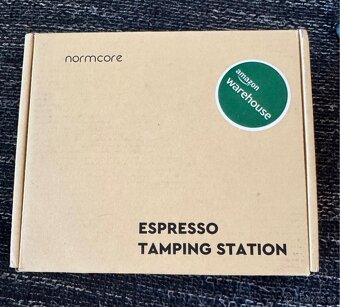 normcore
amazon
warehouse
ESPRESSO
TAMPING STATION